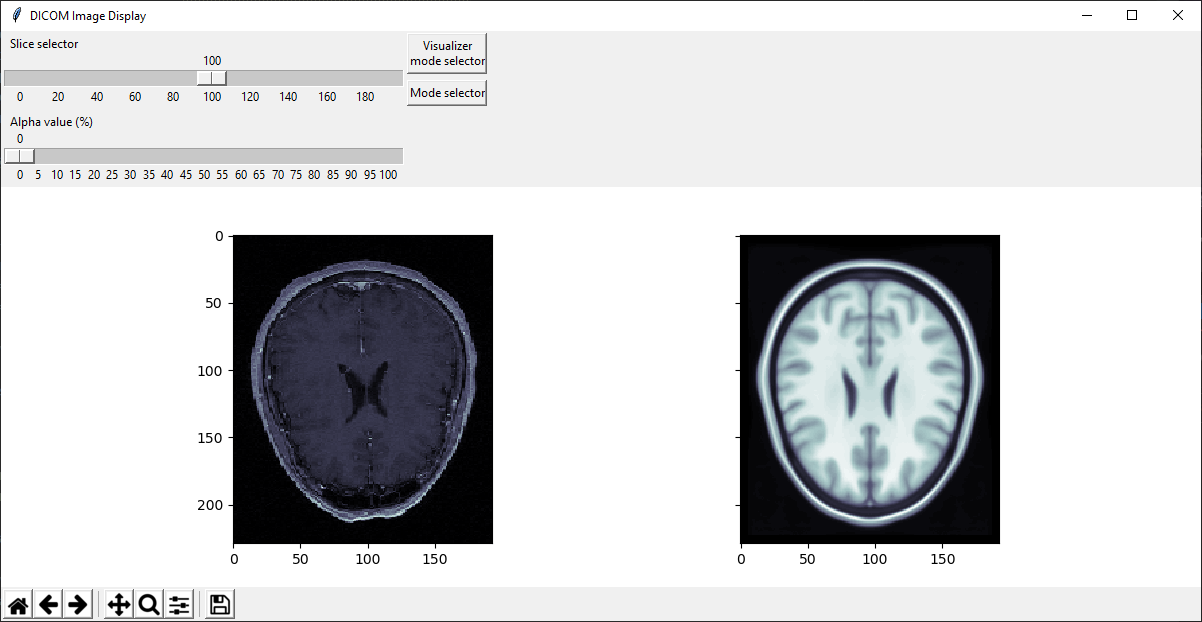 DICOM Image Display
Slice selector
100
0 20 40 60 80 100 120 140 160 180
Visualizer
mode selector
Mode selector
Alpha value (%)
0
0 5 10 15 20 25 30 35 40 45 50 55 60 65 70 75 80 85 90 95 100
0
50
100
150
200
0 50 100 150
0 50 100 150